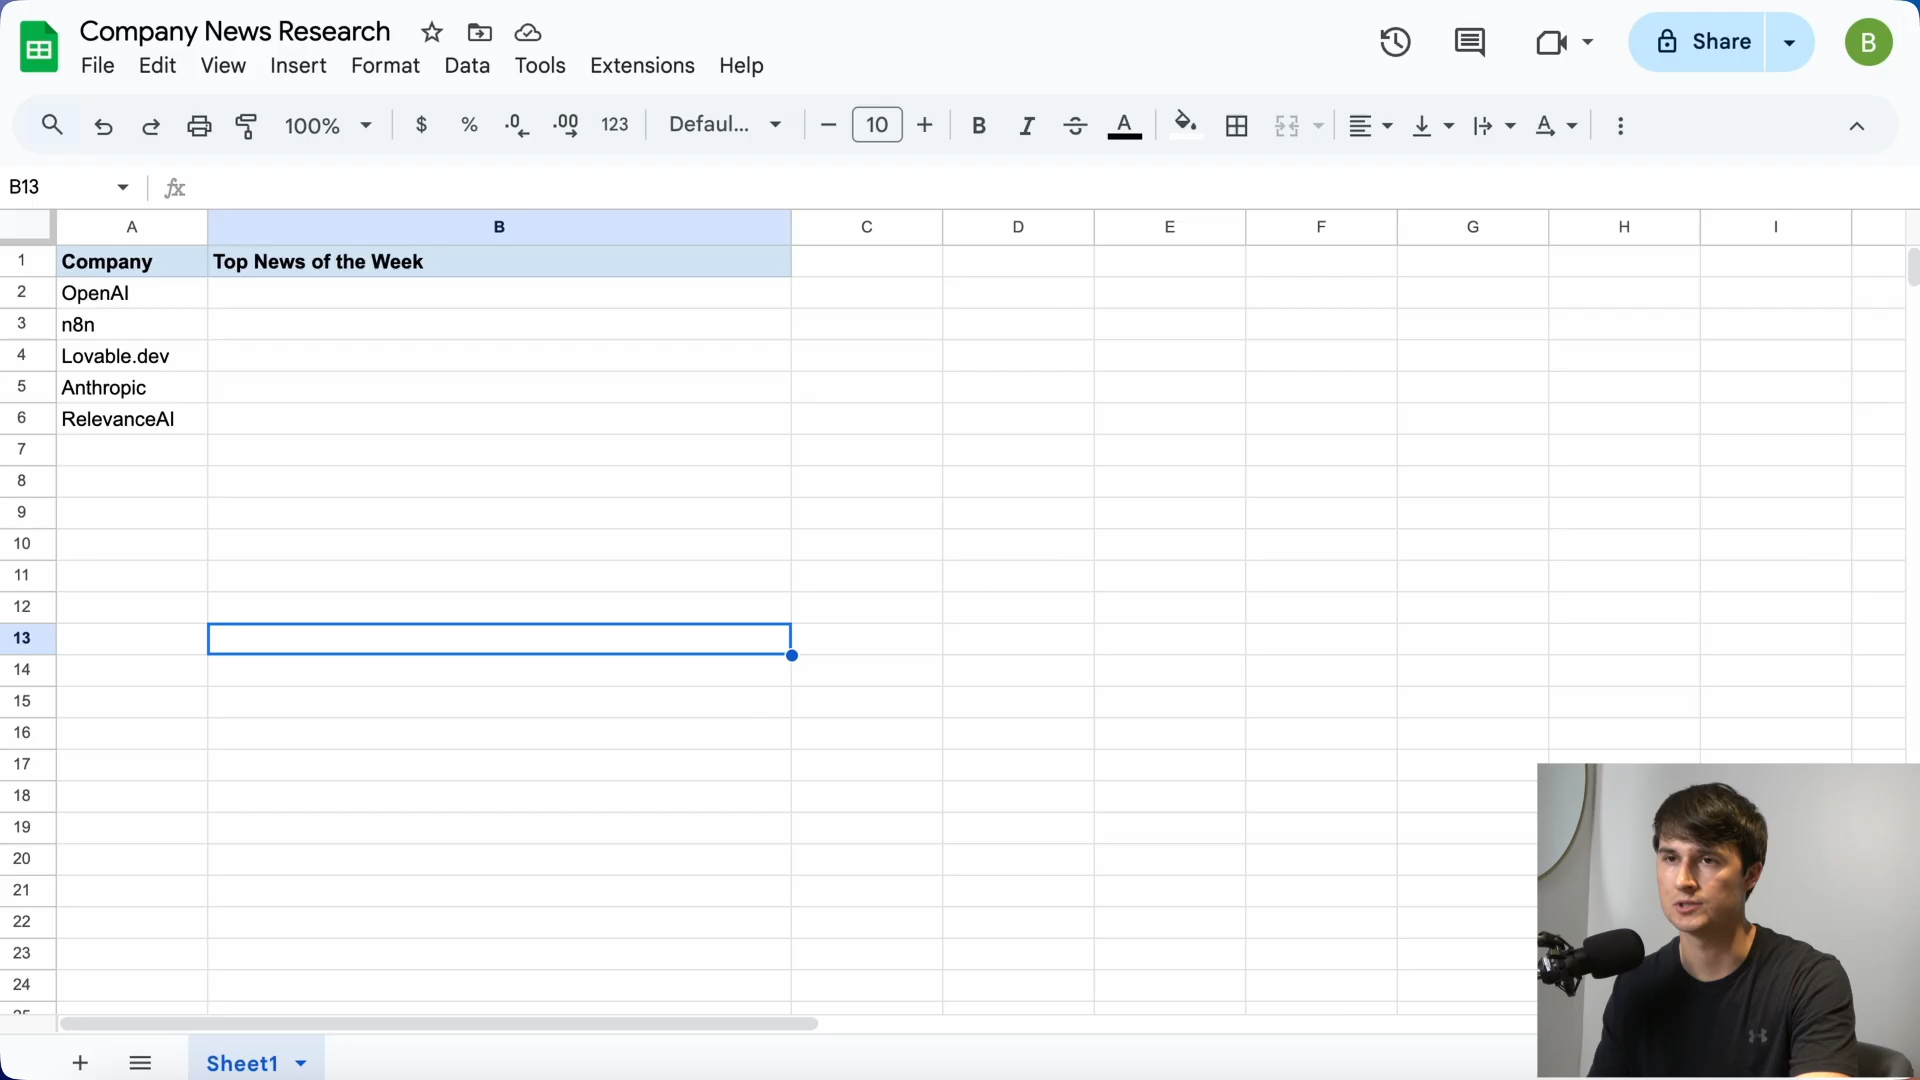 Company News Research
File Edit View Insert Format Data Tools Extensions Help
Share
B
100% $ % .0 .00 123 Defaul... 10 B I A A
B13 fx
A B C D E F G H I
1 Company Top News of the Week
2 OpenAI
3 n8n
4 Lovable.dev
5 Anthropic
6 RelevanceAI
7
8
9
10
11
12
13
14
15
16
17
18
19
20
21
22
23
24
25
Sheet1